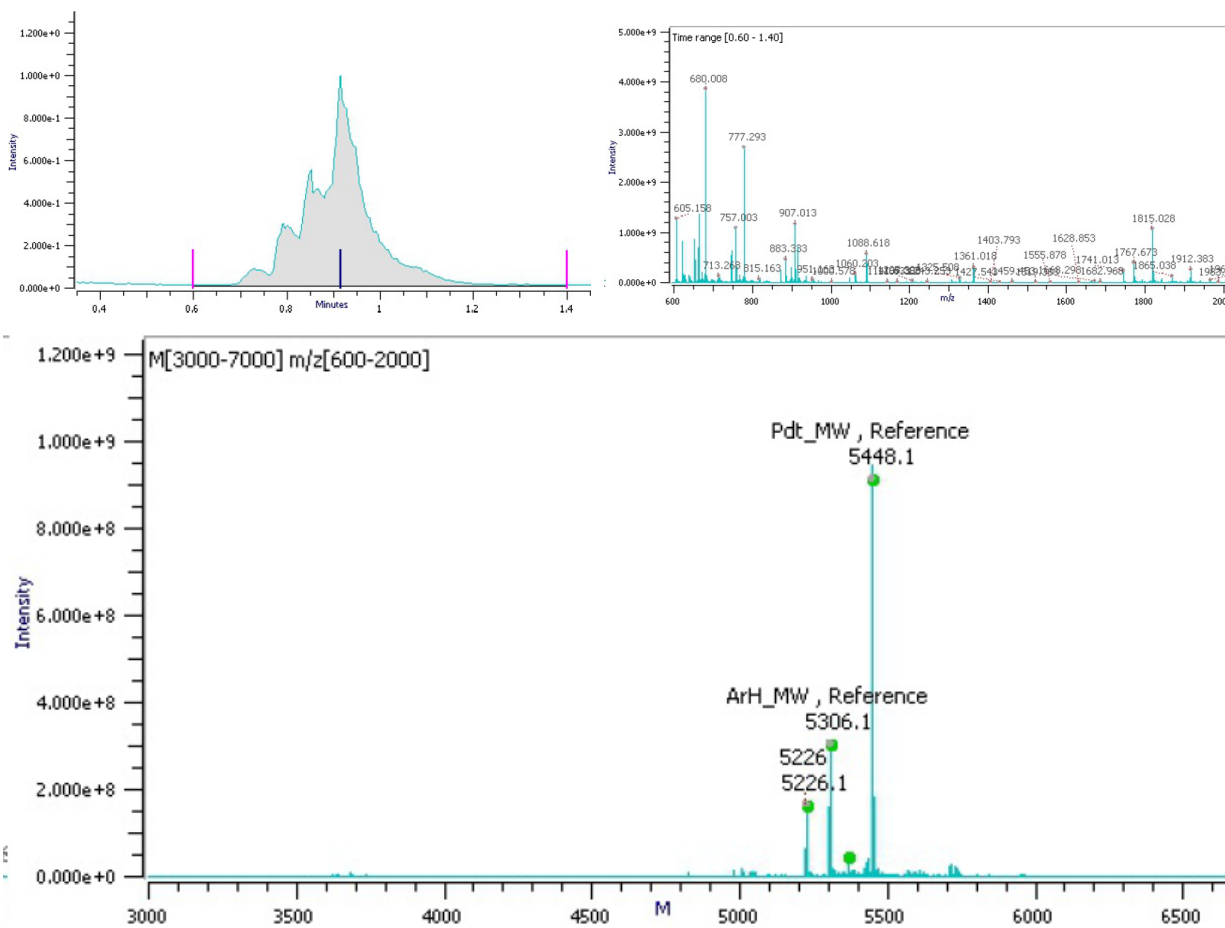 1.200e+0
1.000e+0
8.000e-1
6.000e-1
4.000e-1
2.000e-1
0.000e+0
Intensity
0.4 0.6 0.8 1 1.2 1.4
Minutes
Time range [0.60 - 1.40]
5.000e+9
4.000e+9
3.000e+9
2.000e+9
1.000e+9
0.000e+0
Intensity
680.008
777.293
605.158
757.003
907.013
1815.028
713.268
815.163
883.333
1060.203
1088.618
1361.018
1403.793
1628.853
1555.878
1741.013
1767.673
1865.038
1912.383
600 800 1000 1200 1400 1600 1800
m/z
M[3000-7000] m/z[600-2000]
1.200e+9
1.000e+9
8.000e+8
6.000e+8
4.000e+8
2.000e+8
0.000e+0
Intensity
Pdt_MW , Reference
5448.1
ArH_MW , Reference
5306.1
5226
5226.1
3000 3500 4000 4500 5000 5500 6000 6500
M